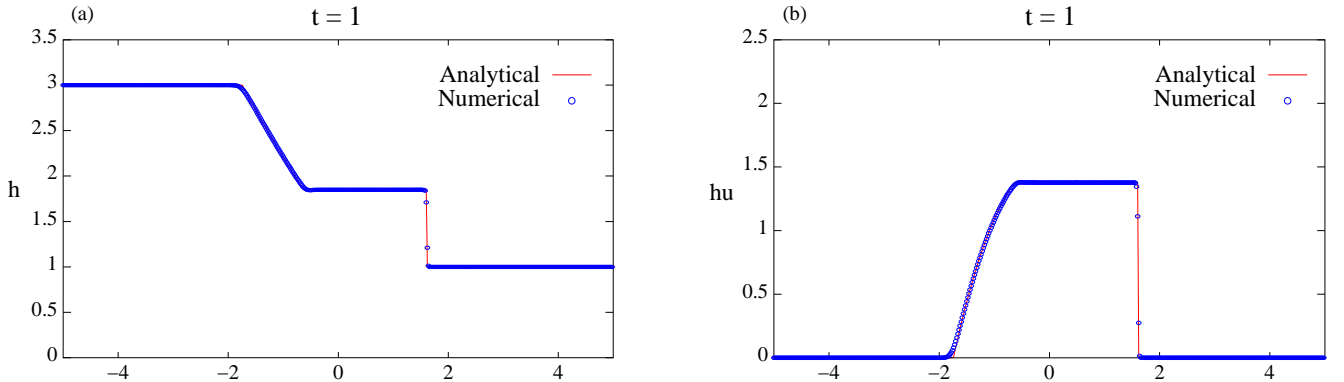 (a)
t = 1
3.5
3
2.5
2
1.5
1
0.5
0
h
Analytical
Numerical
−4 −2 0 2 4
(b)
t = 1
2.5
2
1.5
1
0.5
0
hu
Analytical
Numerical
−4 −2 0 2 4